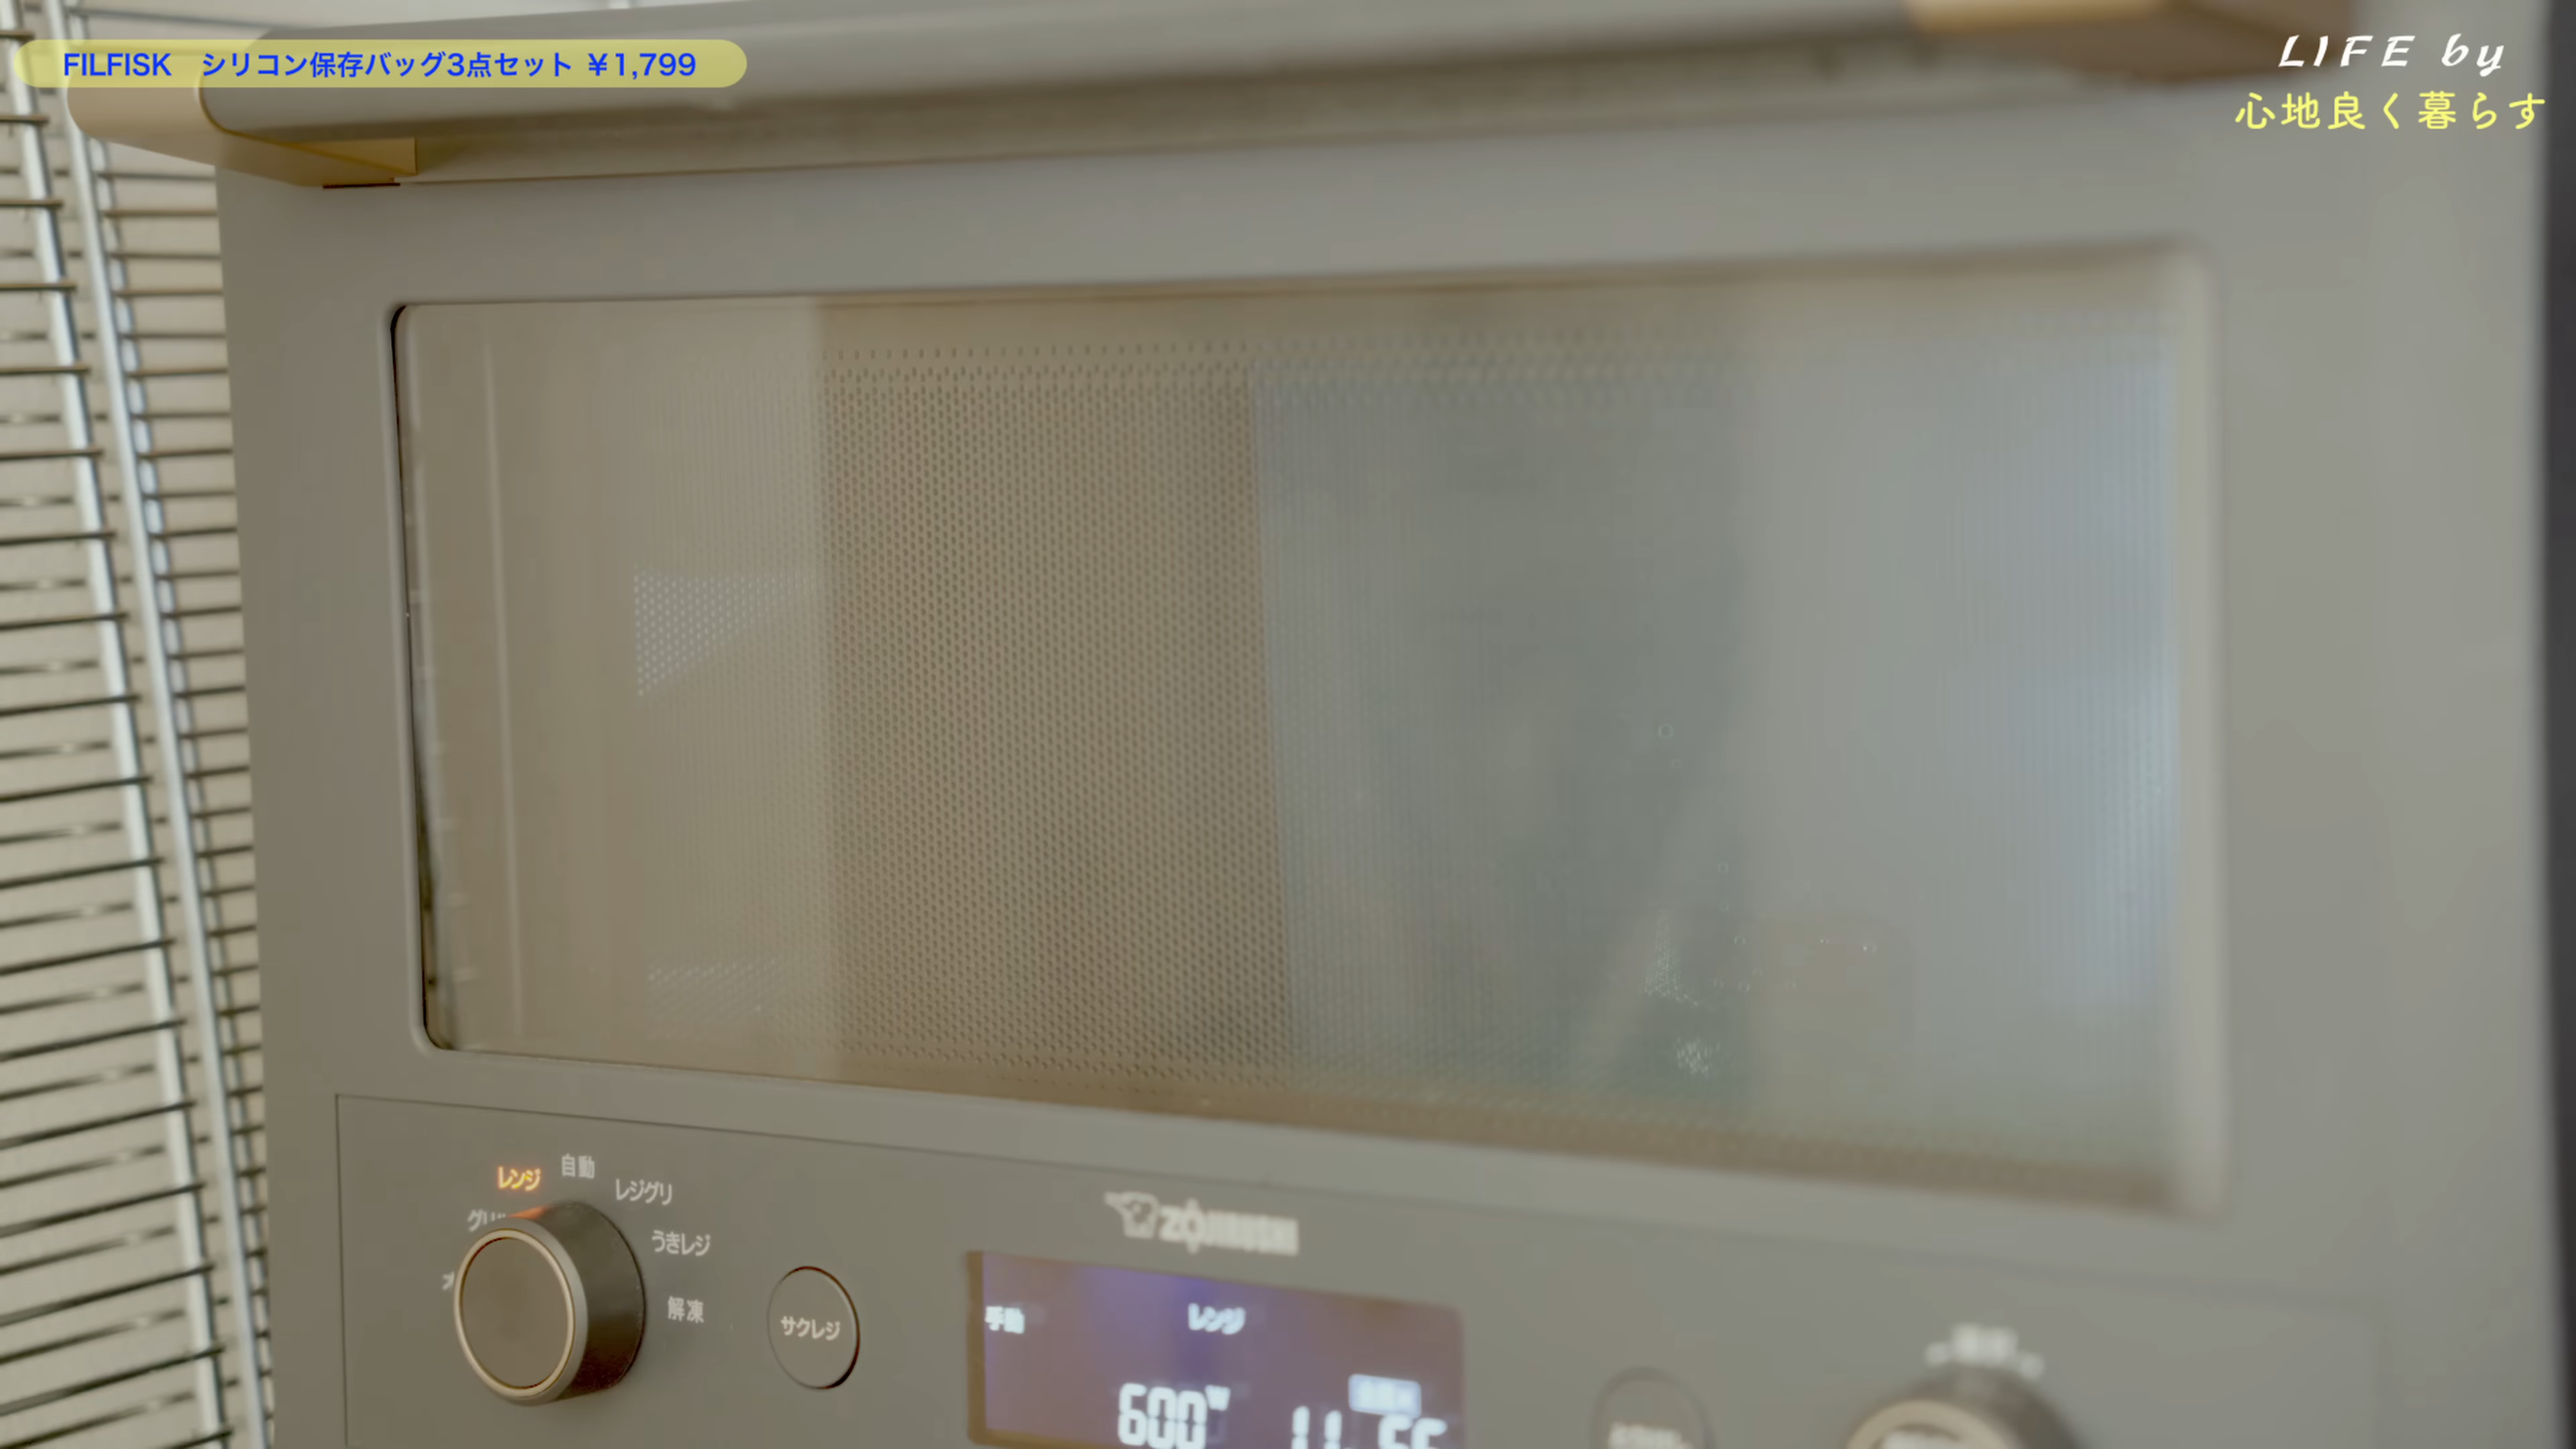 FILFISK　シリコン保存バッグ3点セット ￥1,799
LIFE by
心地良く暮らす
レンジ
自動
レジグリ
うきレジ
解凍
サクレジ
ZOJIRUSHI
手動
レンジ
600W